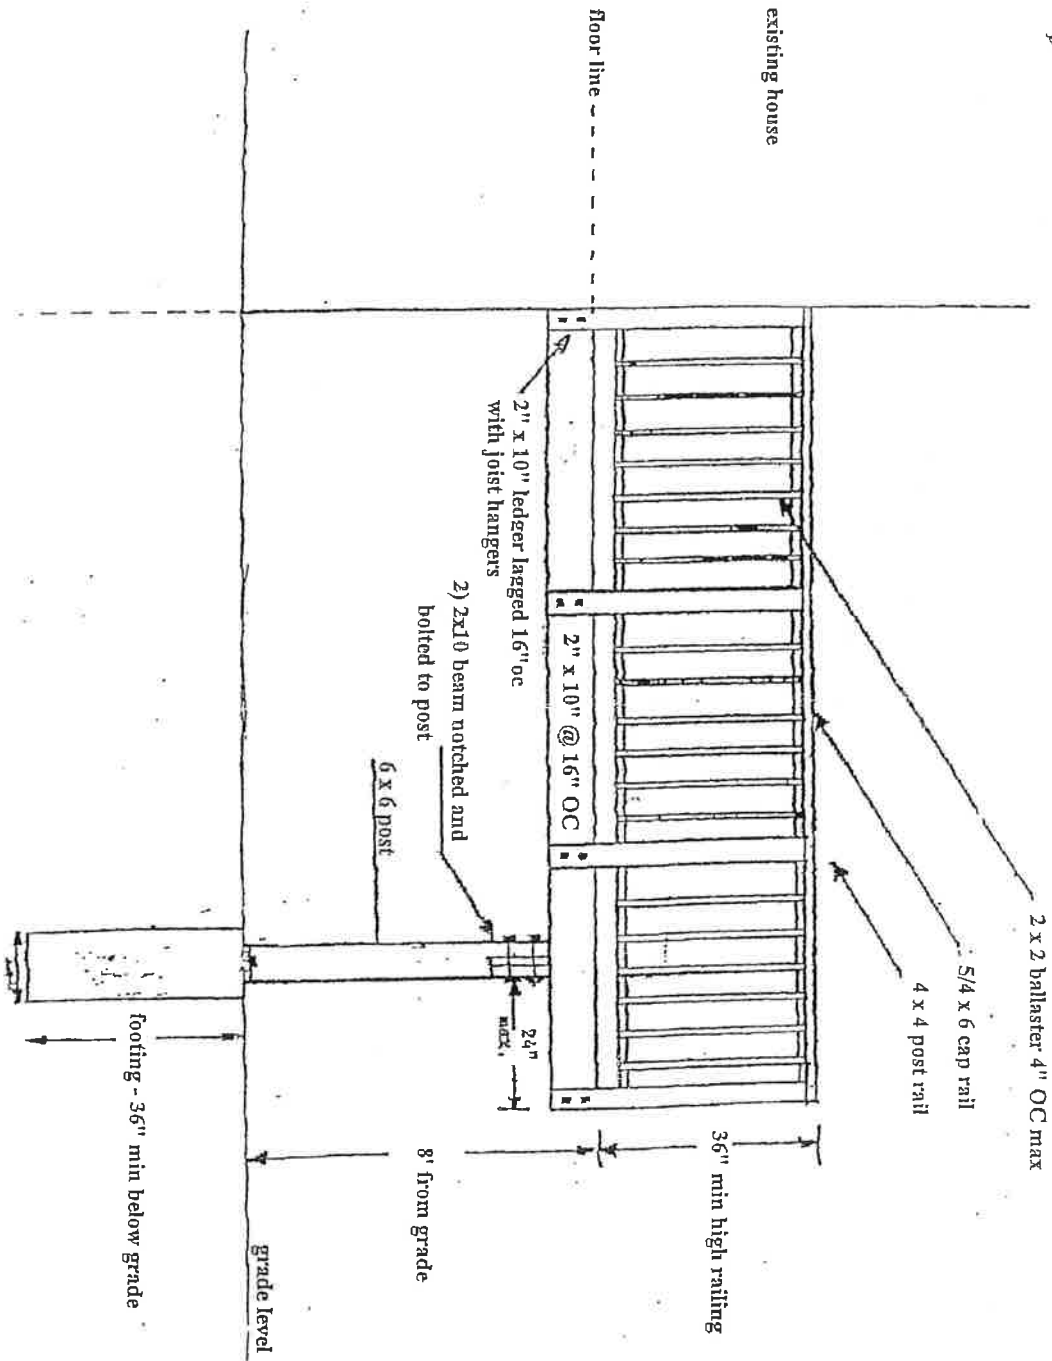 existing house
floor line
2 x 2 ballaster 4" OC max
5/4 x 6 cap rail
4 x 4 post rail
36" min high railing
2" x 10" @ 16" OC
2" x 10" ledger lagged 16"oc
with joist hangers
2) 2x10 beam notched and
bolted to post
24"
max,
6 x 6 post
8' from grade
grade level
footing - 36" min below grade